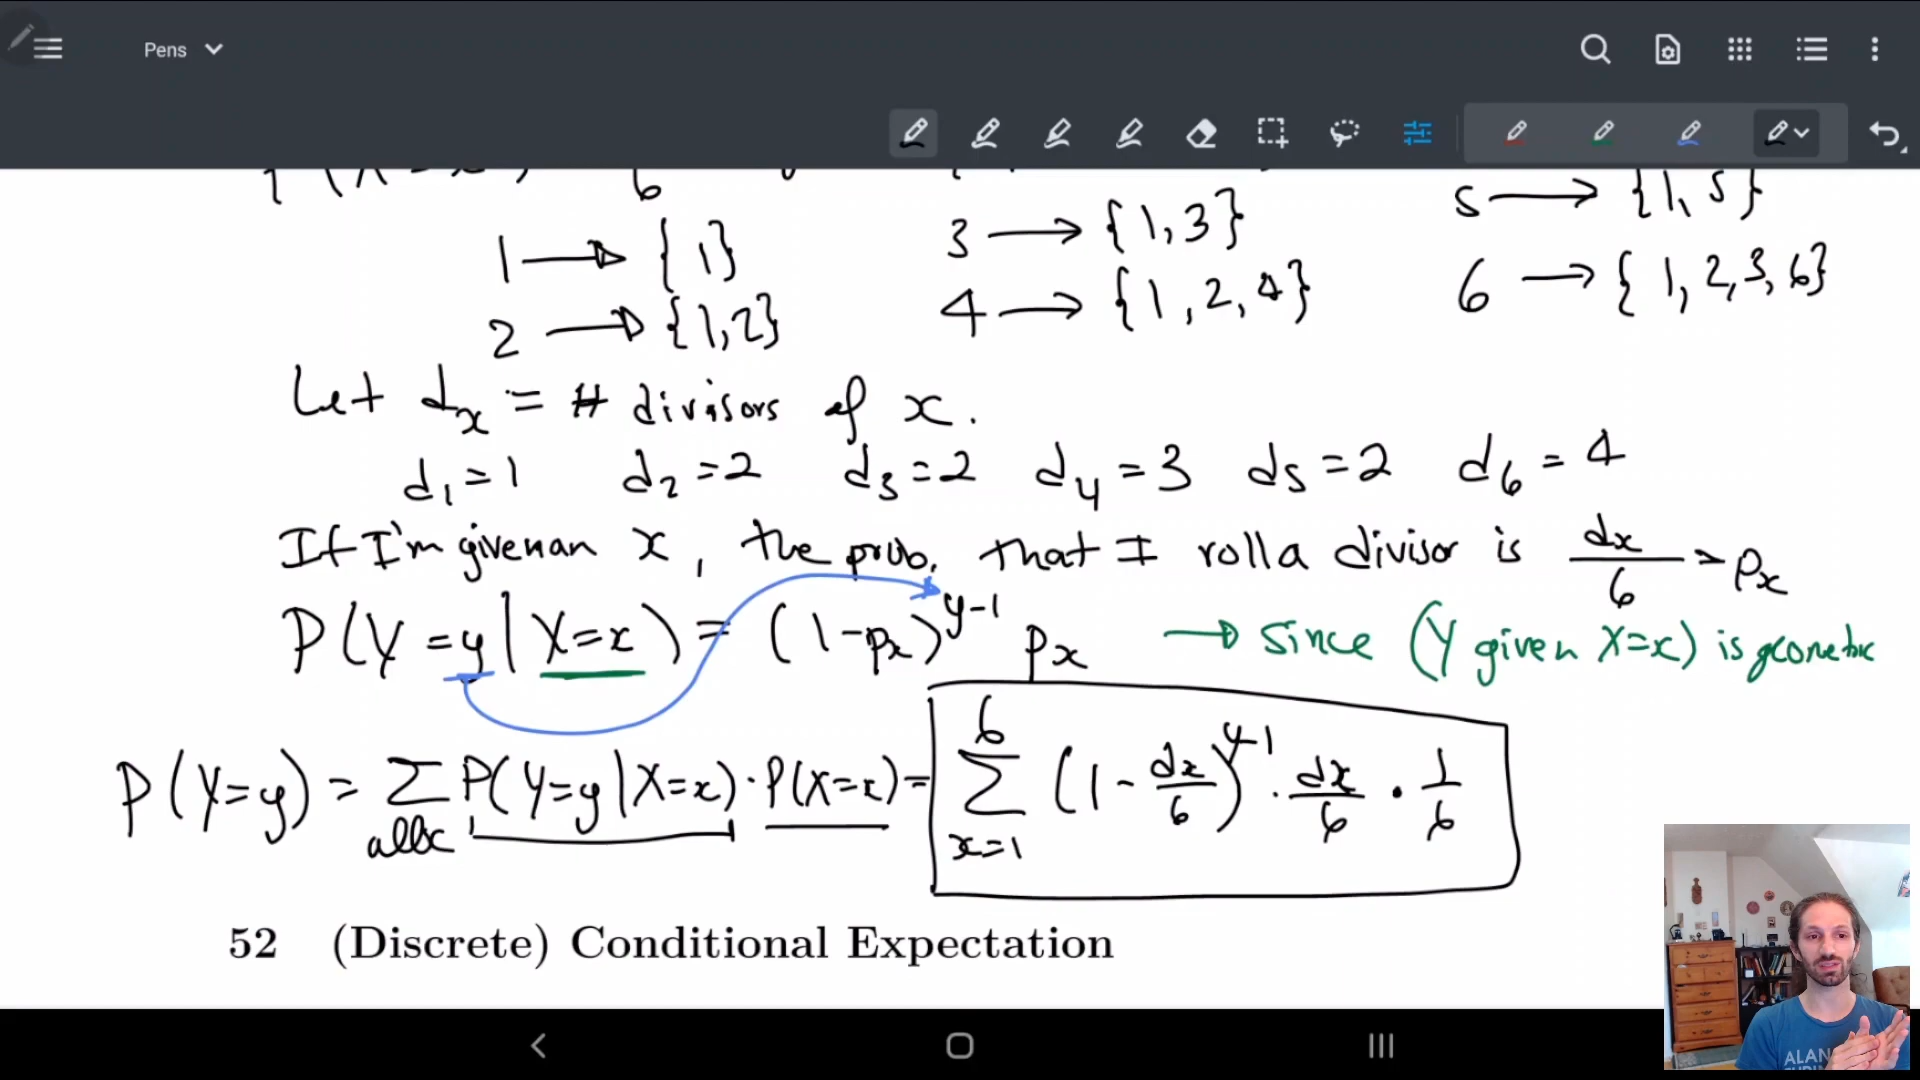 Pens
6
1 → {1}
3 → {1,3}
5 → {1,5}
2 → {1,2}
4 → {1,2,4}
6 → {1,2,3,6}
Let dx = # divisors of x.
d1=1 d2=2 d3=2 d4=3 d5=2 d6=4
If I'm given an x, the prob. that I roll a divisor is dx/6 = Px
P(Y=y|X=x) = (1-Px)^y-1 Px → since (Y given X=x) is geometric
P(Y=y) = Σ all x P(Y=y|X=x) · P(X=x) = Σ x=1 6 (1-dx/6)^y-1 · dx/6 · 1/6
52 (Discrete) Conditional Expectation
ALAN